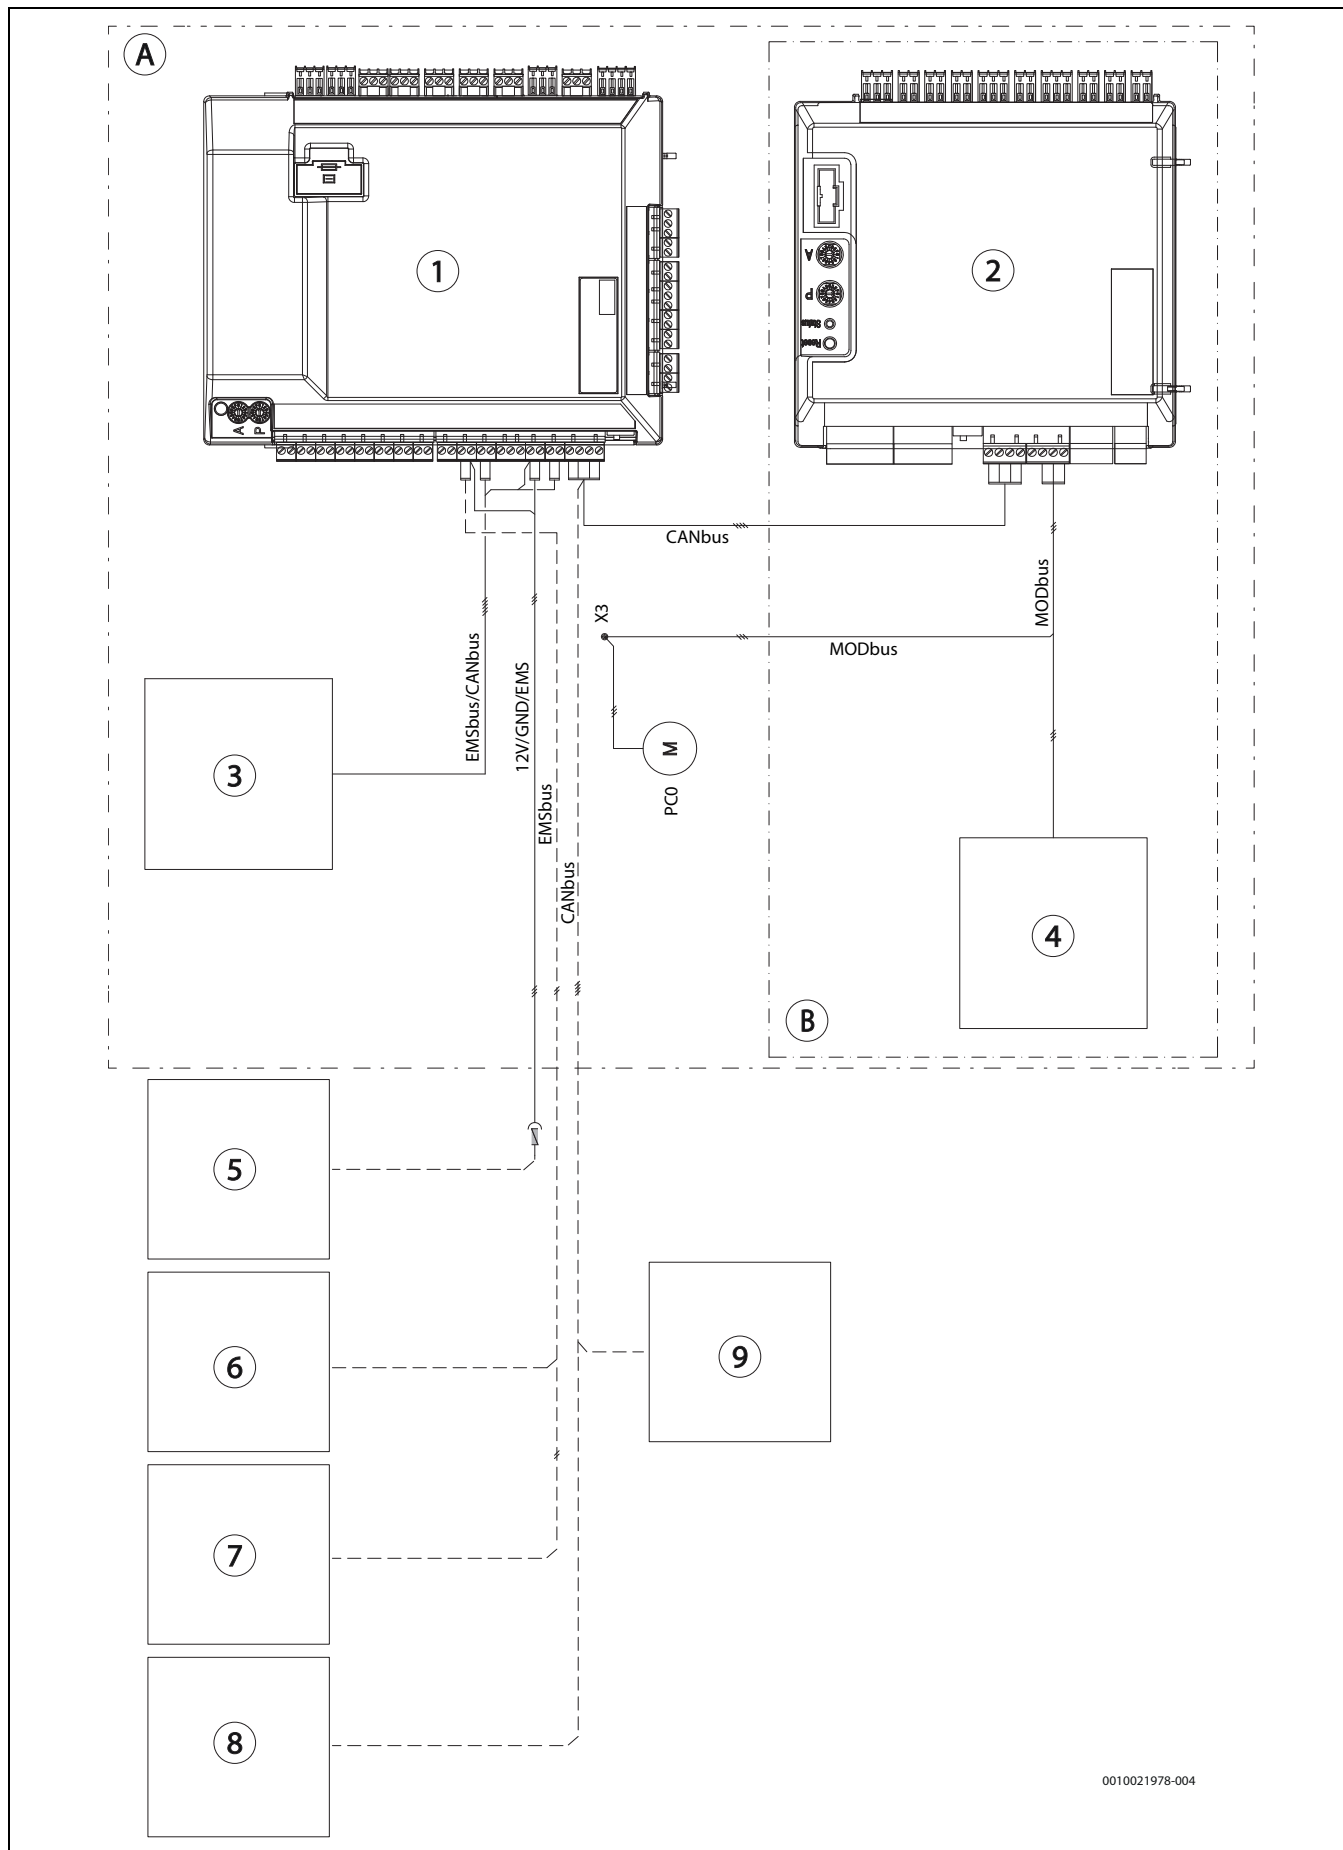 A
1
2
A
P
Status
Reset
A
P
CANbus
X3
MODbus
MODbus
EMSbus/CANbus
12V/GND/EMS
EMSbus
CANbus
M
PC0
3
4
B
5
6
7
8
9
0010021978-004